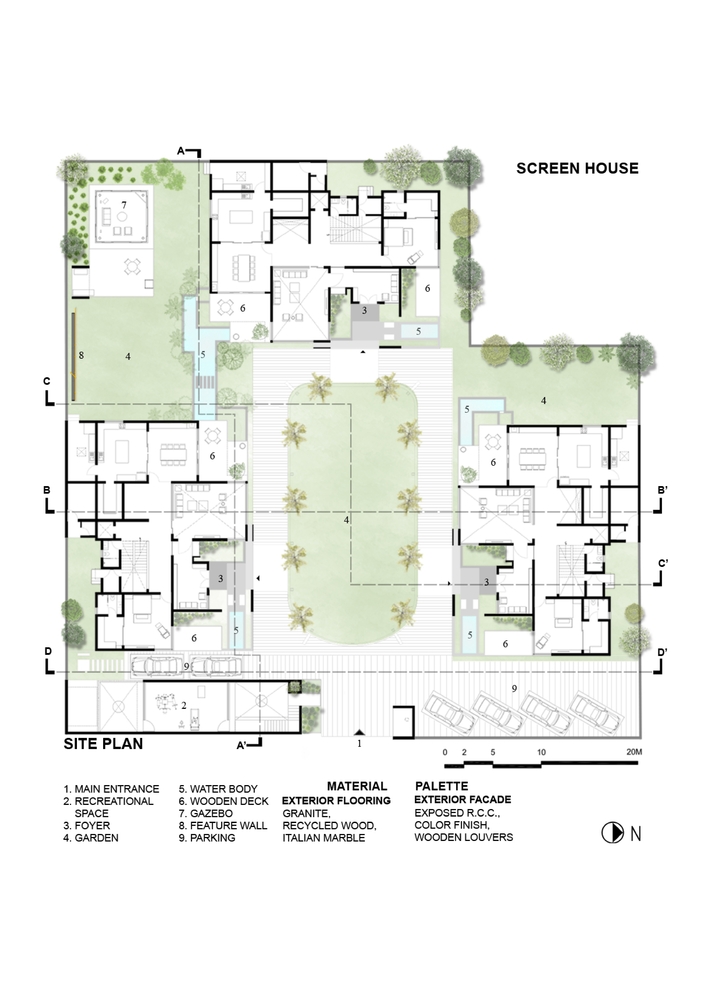 A
SCREEN HOUSE
7
6
6
3
5
8
4
5
C
4
5
6
6
B
B'
4
C'
3
3
5
5
6
6
D
D'
9
9
2
SITE PLAN
A'
1
0 2 5 10 20M
1. MAIN ENTRANCE
2. RECREATIONAL
SPACE
3. FOYER
4. GARDEN
5. WATER BODY
6. WOODEN DECK
7. GAZEBO
8. FEATURE WALL
9. PARKING
MATERIAL PALETTE
EXTERIOR FLOORING
GRANITE,
RECYCLED WOOD,
ITALIAN MARBLE
EXTERIOR FACADE
EXPOSED R.C.C.,
COLOR FINISH,
WOODEN LOUVERS
N